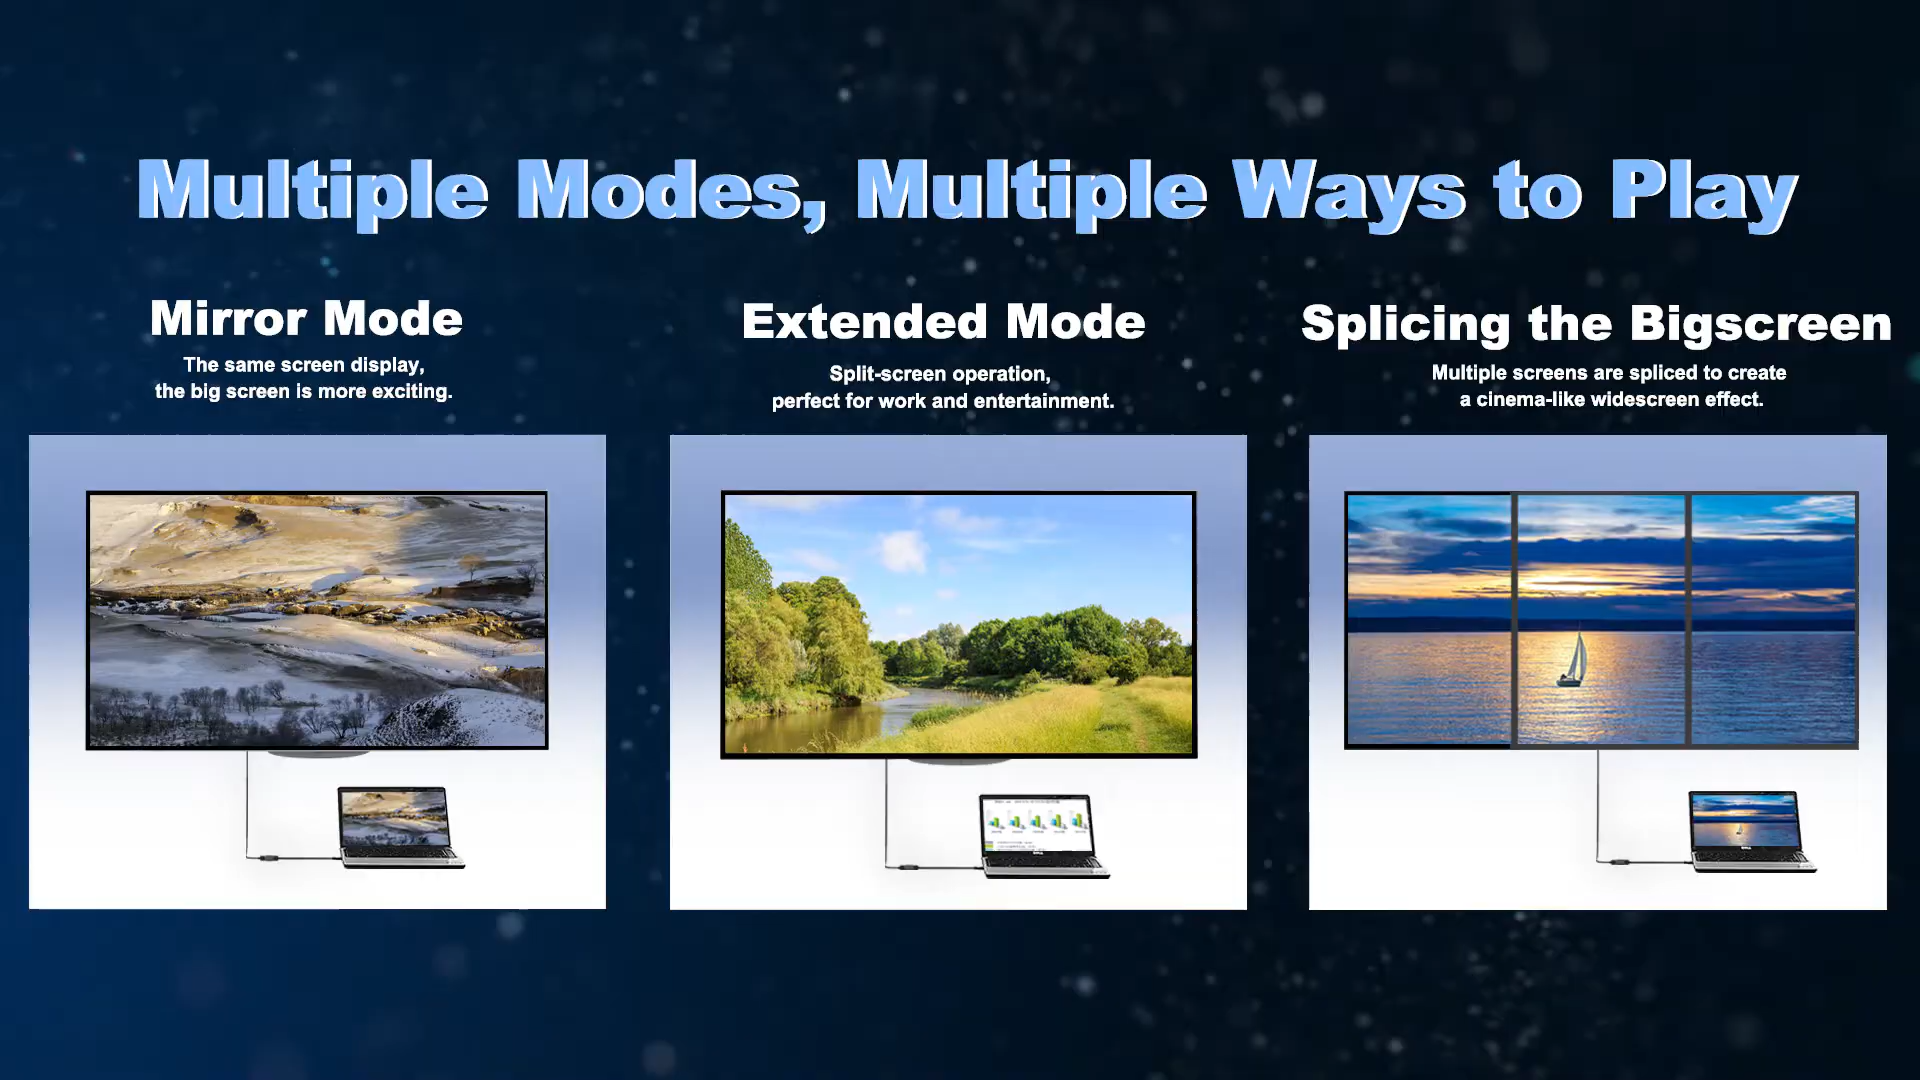 Multiple Modes, Multiple Ways to Play
Mirror Mode
The same screen display,
the big screen is more exciting.
Extended Mode
Split-screen operation,
perfect for work and entertainment.
Splicing the Bigscreen
Multiple screens are spliced to create
a cinema-like widescreen effect.